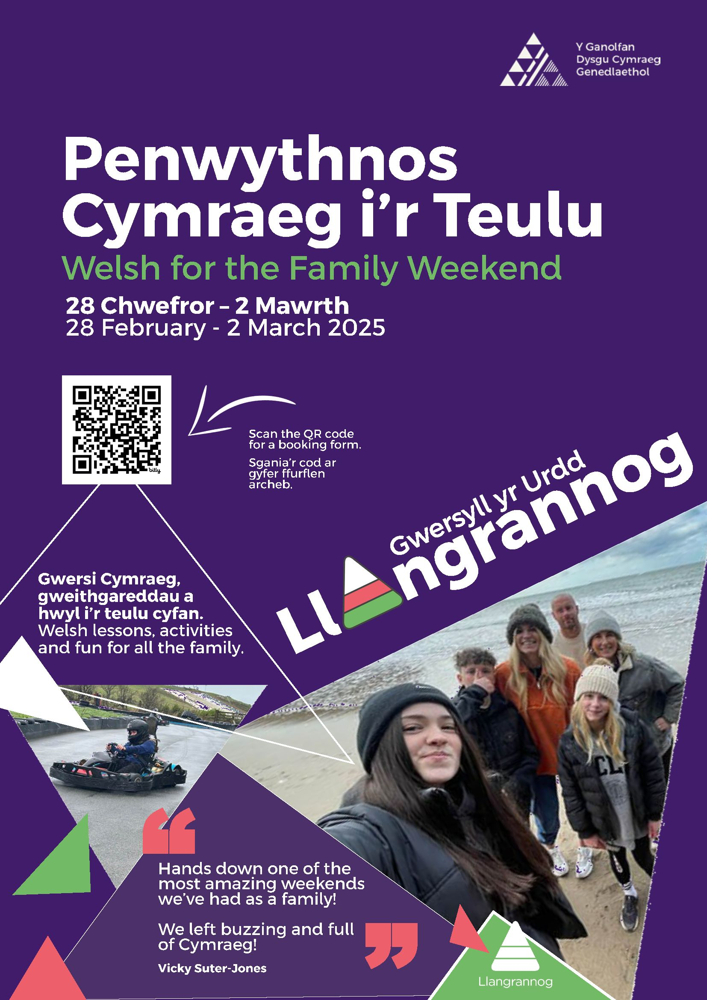 Y Ganolfan
Dysgu Cymraeg
Genedlaethol
Penwythnos
Cymraeg i’r Teulu
Welsh for the Family Weekend
28 Chwefror – 2 Mawrth
28 February - 2 March 2025
bitly
Scan the QR code
for a booking form.
Sgania’r cod ar
gyfer ffurflen
archeb.
Gwersyll yr Urdd
Llangrannog
Gwersi Cymraeg,
gweithgareddau a
hwyl i’r teulu cyfan.
Welsh lessons, activities
and fun for all the family.
“
Hands down one of the
most amazing weekends
we’ve had as a family!
We left buzzing and full
of Cymraeg!
”
Vicky Suter-Jones
Llangrannog